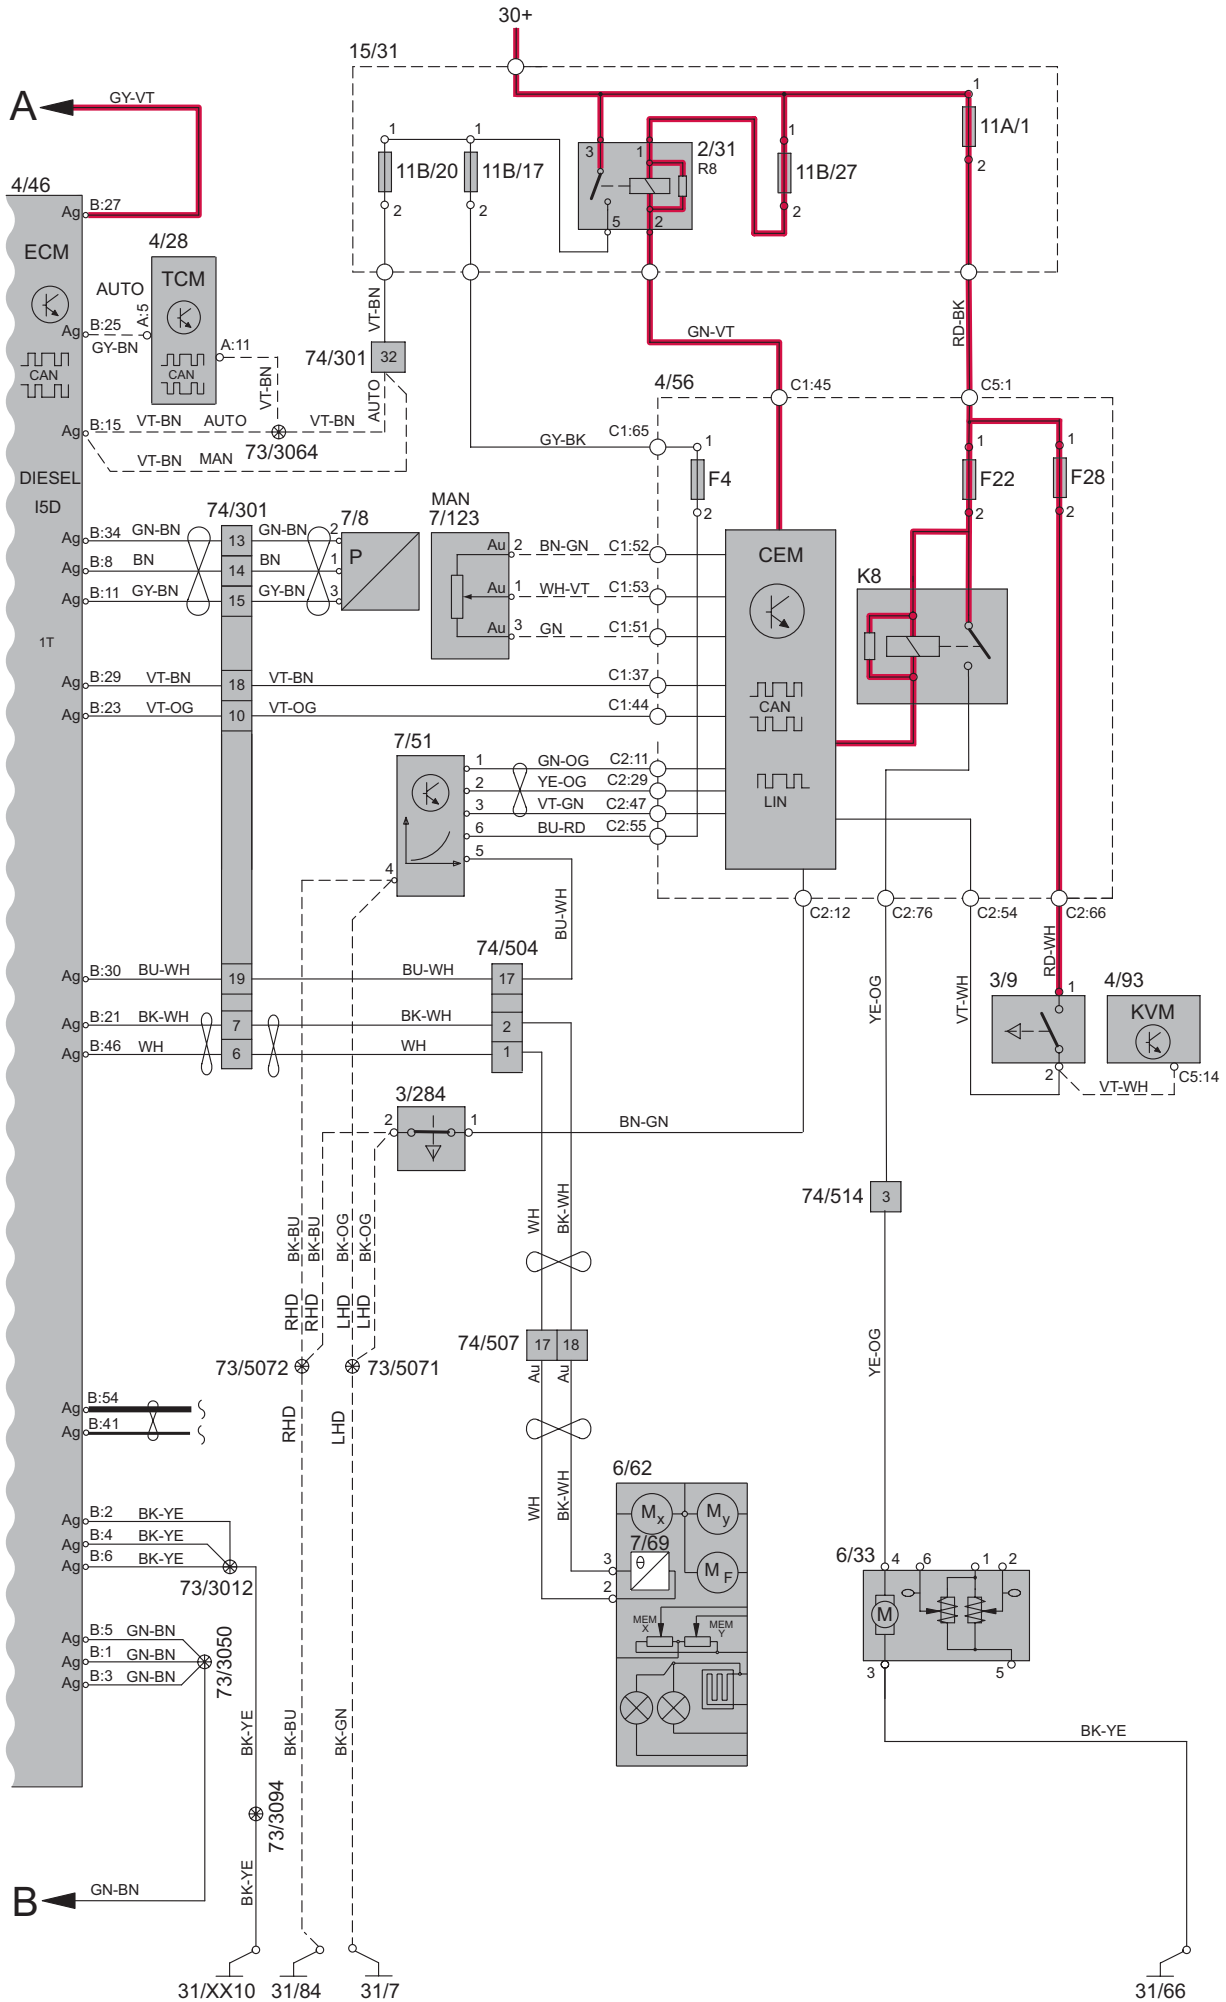 30+
15/31
A
GY-VT
1
11A/1
2
1
11B/20
2
1
11B/17
2
3
1
5
2
2/31
R8
1
11B/27
2
4/46
Ag
B:27
ECM
CAN
4/28
TCM
CAN
AUTO
A:5
Ag
B:25
GY-BN
A:11
VT-BN
VT-BN
74/301
32
AUTO
GN-VT
RD-BK
Ag
B:15
VT-BN
AUTO
VT-BN
73/3064
VT-BN
MAN
4/56
C1:45
C5:1
GY-BK
C1:65
1
F4
2
1
F22
2
1
F28
2
DIESEL
I5D
1T
74/301
Ag
B:34
GN-BN
13
GN-BN
2
Ag
B:8
BN
14
BN
1
Ag
B:11
GY-BN
15
GY-BN
3
7/8
P
MAN
7/123
Au
2
BN-GN
C1:52
Au
1
WH-VT
C1:53
Au
3
GN
C1:51
CEM
CAN
LIN
K8
Ag
B:29
VT-BN
18
VT-BN
C1:37
Ag
B:23
VT-OG
10
VT-OG
C1:44
7/51
1
GN-OG
C2:11
2
YE-OG
C2:29
3
VT-GN
C2:47
6
BU-RD
C2:55
5
4
BU-WH
C2:12
C2:76
C2:54
C2:66
74/504
Ag
B:30
BU-WH
19
BU-WH
17
Ag
B:21
BK-WH
7
BK-WH
2
Ag
B:46
WH
6
WH
1
YE-OG
VT-WH
RD-WH
3/9
1
2
4/93
KVM
C5:14
VT-WH
3/284
2
1
BN-GN
74/514
3
BK-BU
BK-BU
BK-OG
BK-OG
RHD
RHD
LHD
LHD
WH
BK-WH
74/507
17
18
Au
Au
73/5072
73/5071
RHD
LHD
YE-OG
Ag
B:54
Ag
B:41
WH
BK-WH
6/62
Mx
My
7/69
θ
MF
3
2
MEM
X
MEM
Y
Ag
B:2
BK-YE
Ag
B:4
BK-YE
Ag
B:6
BK-YE
73/3012
6/33
4
6
1
2
M
3
5
Ag
B:5
GN-BN
Ag
B:1
GN-BN
Ag
B:3
GN-BN
73/3050
BK-YE
BK-BU
BK-GN
BK-YE
73/3094
BK-YE
B
GN-BN
31/XX10
31/84
31/7
31/66